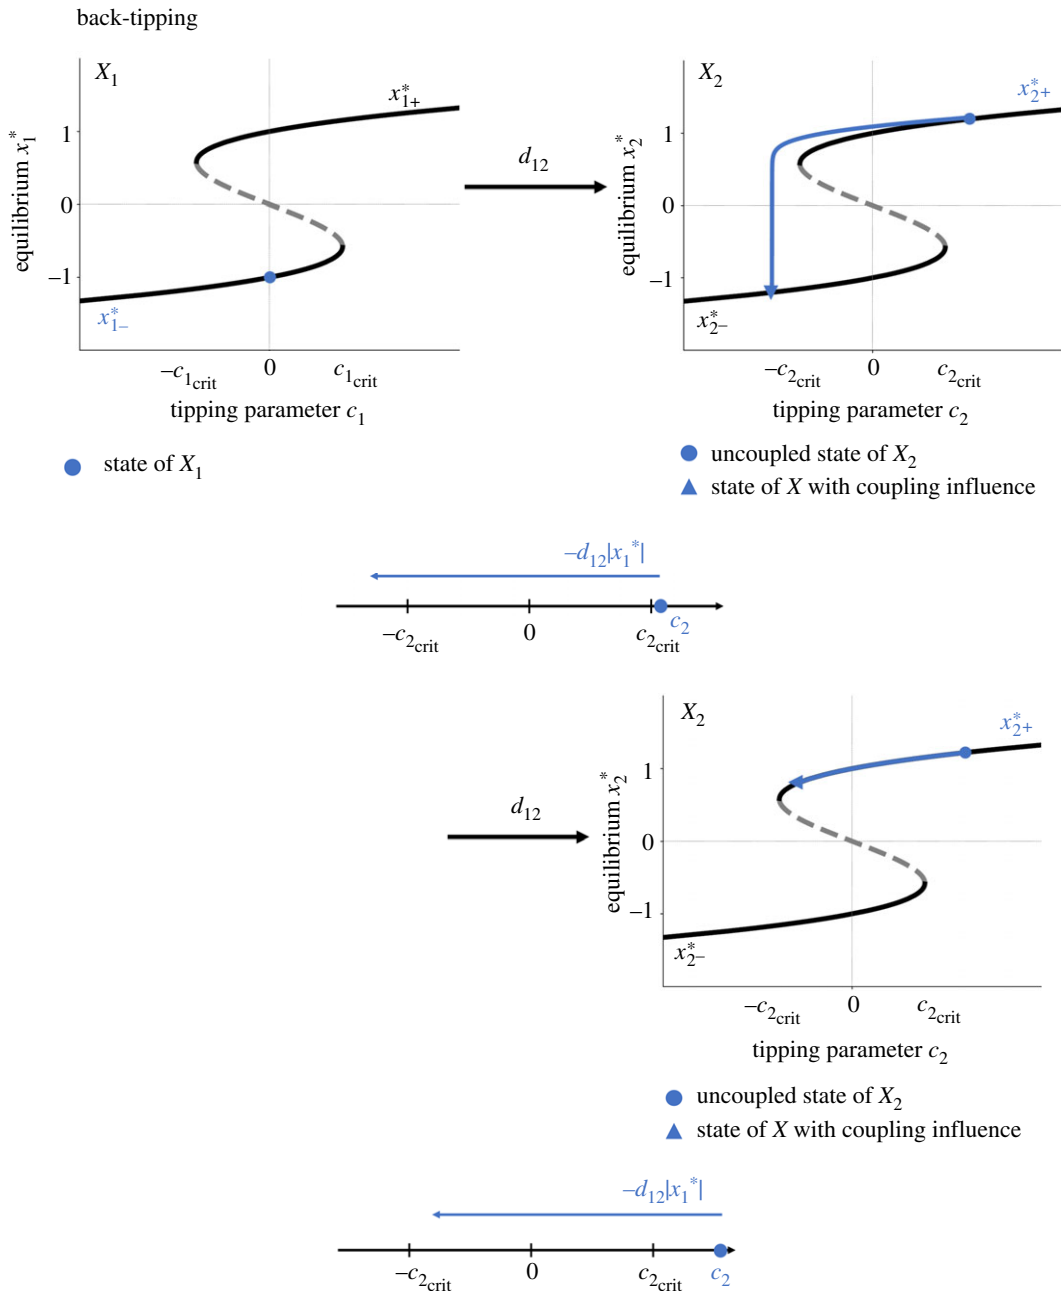 back-tipping
X₁
x*₁₊
1
0
−1
equilibrium x₁*
x*₁₋
−c₁crit
0
c₁crit
tipping parameter c₁
state of X₁
d₁₂
X₂
x*₂₊
1
0
−1
equilibrium x₂*
x*₂₋
−c₂crit
0
c₂crit
tipping parameter c₂
uncoupled state of X₂
state of X with coupling influence
−d₁₂|x₁*|
−c₂crit
0
c₂crit
c₂
d₁₂
X₂
x*₂₊
1
0
−1
equilibrium x₂*
x*₂₋
−c₂crit
0
c₂crit
tipping parameter c₂
uncoupled state of X₂
state of X with coupling influence
−d₁₂|x₁*|
−c₂crit
0
c₂crit
c₂